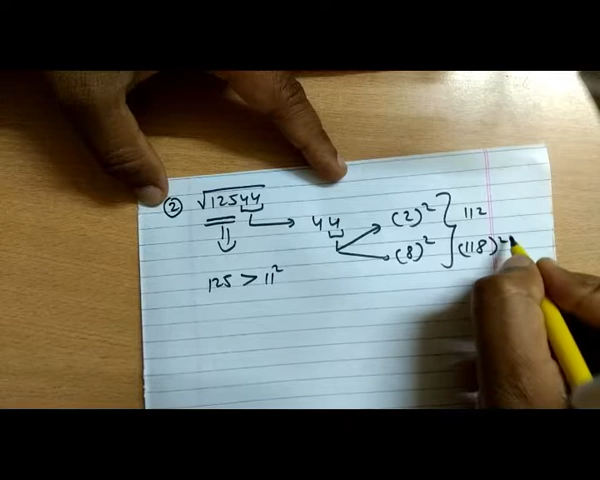 ② √12544
44 (2)² 112
(8)² (118)²
125 > 11²